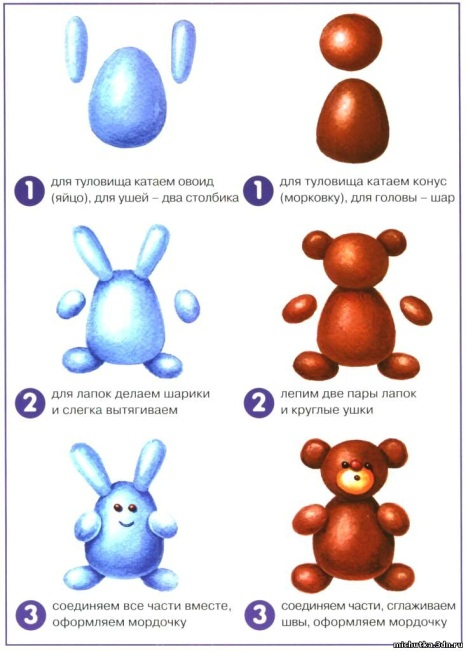 1 для туловища катаем овоид
(яйцо), для ушей – два столбика
1 для туловища катаем конус
(морковку), для головы – шар
2 для лапок делаем шарики
и слегка вытягиваем
2 лепим две пары лапок
и круглые ушки
3 соединяем все части вместе,
оформляем мордочку
3 соединяем части, сглаживаем
швы, оформляем мордочку
michutka.3dn.ru